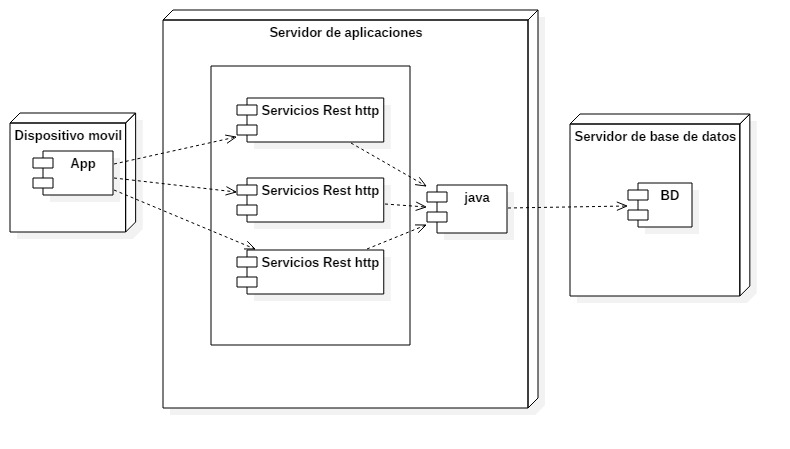 Servidor de aplicaciones
Servicios Rest http
Dispositivo movil
App
Servidor de base de datos
Servicios Rest http
java
BD
Servicios Rest http